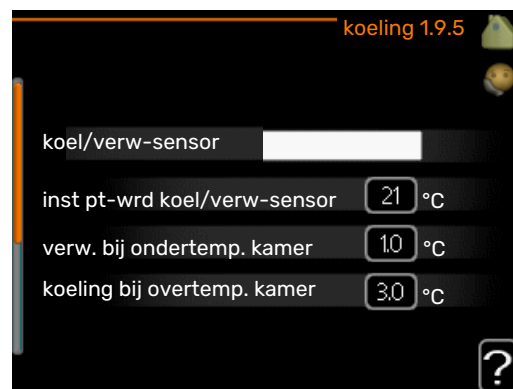 koeling 1.9.5
koel/verw-sensor
inst pt-wrd koel/verw-sensor 21 °C
verw. bij ondertemp. kamer 1.0 °C
koeling bij overtemp. kamer 3.0 °C
?